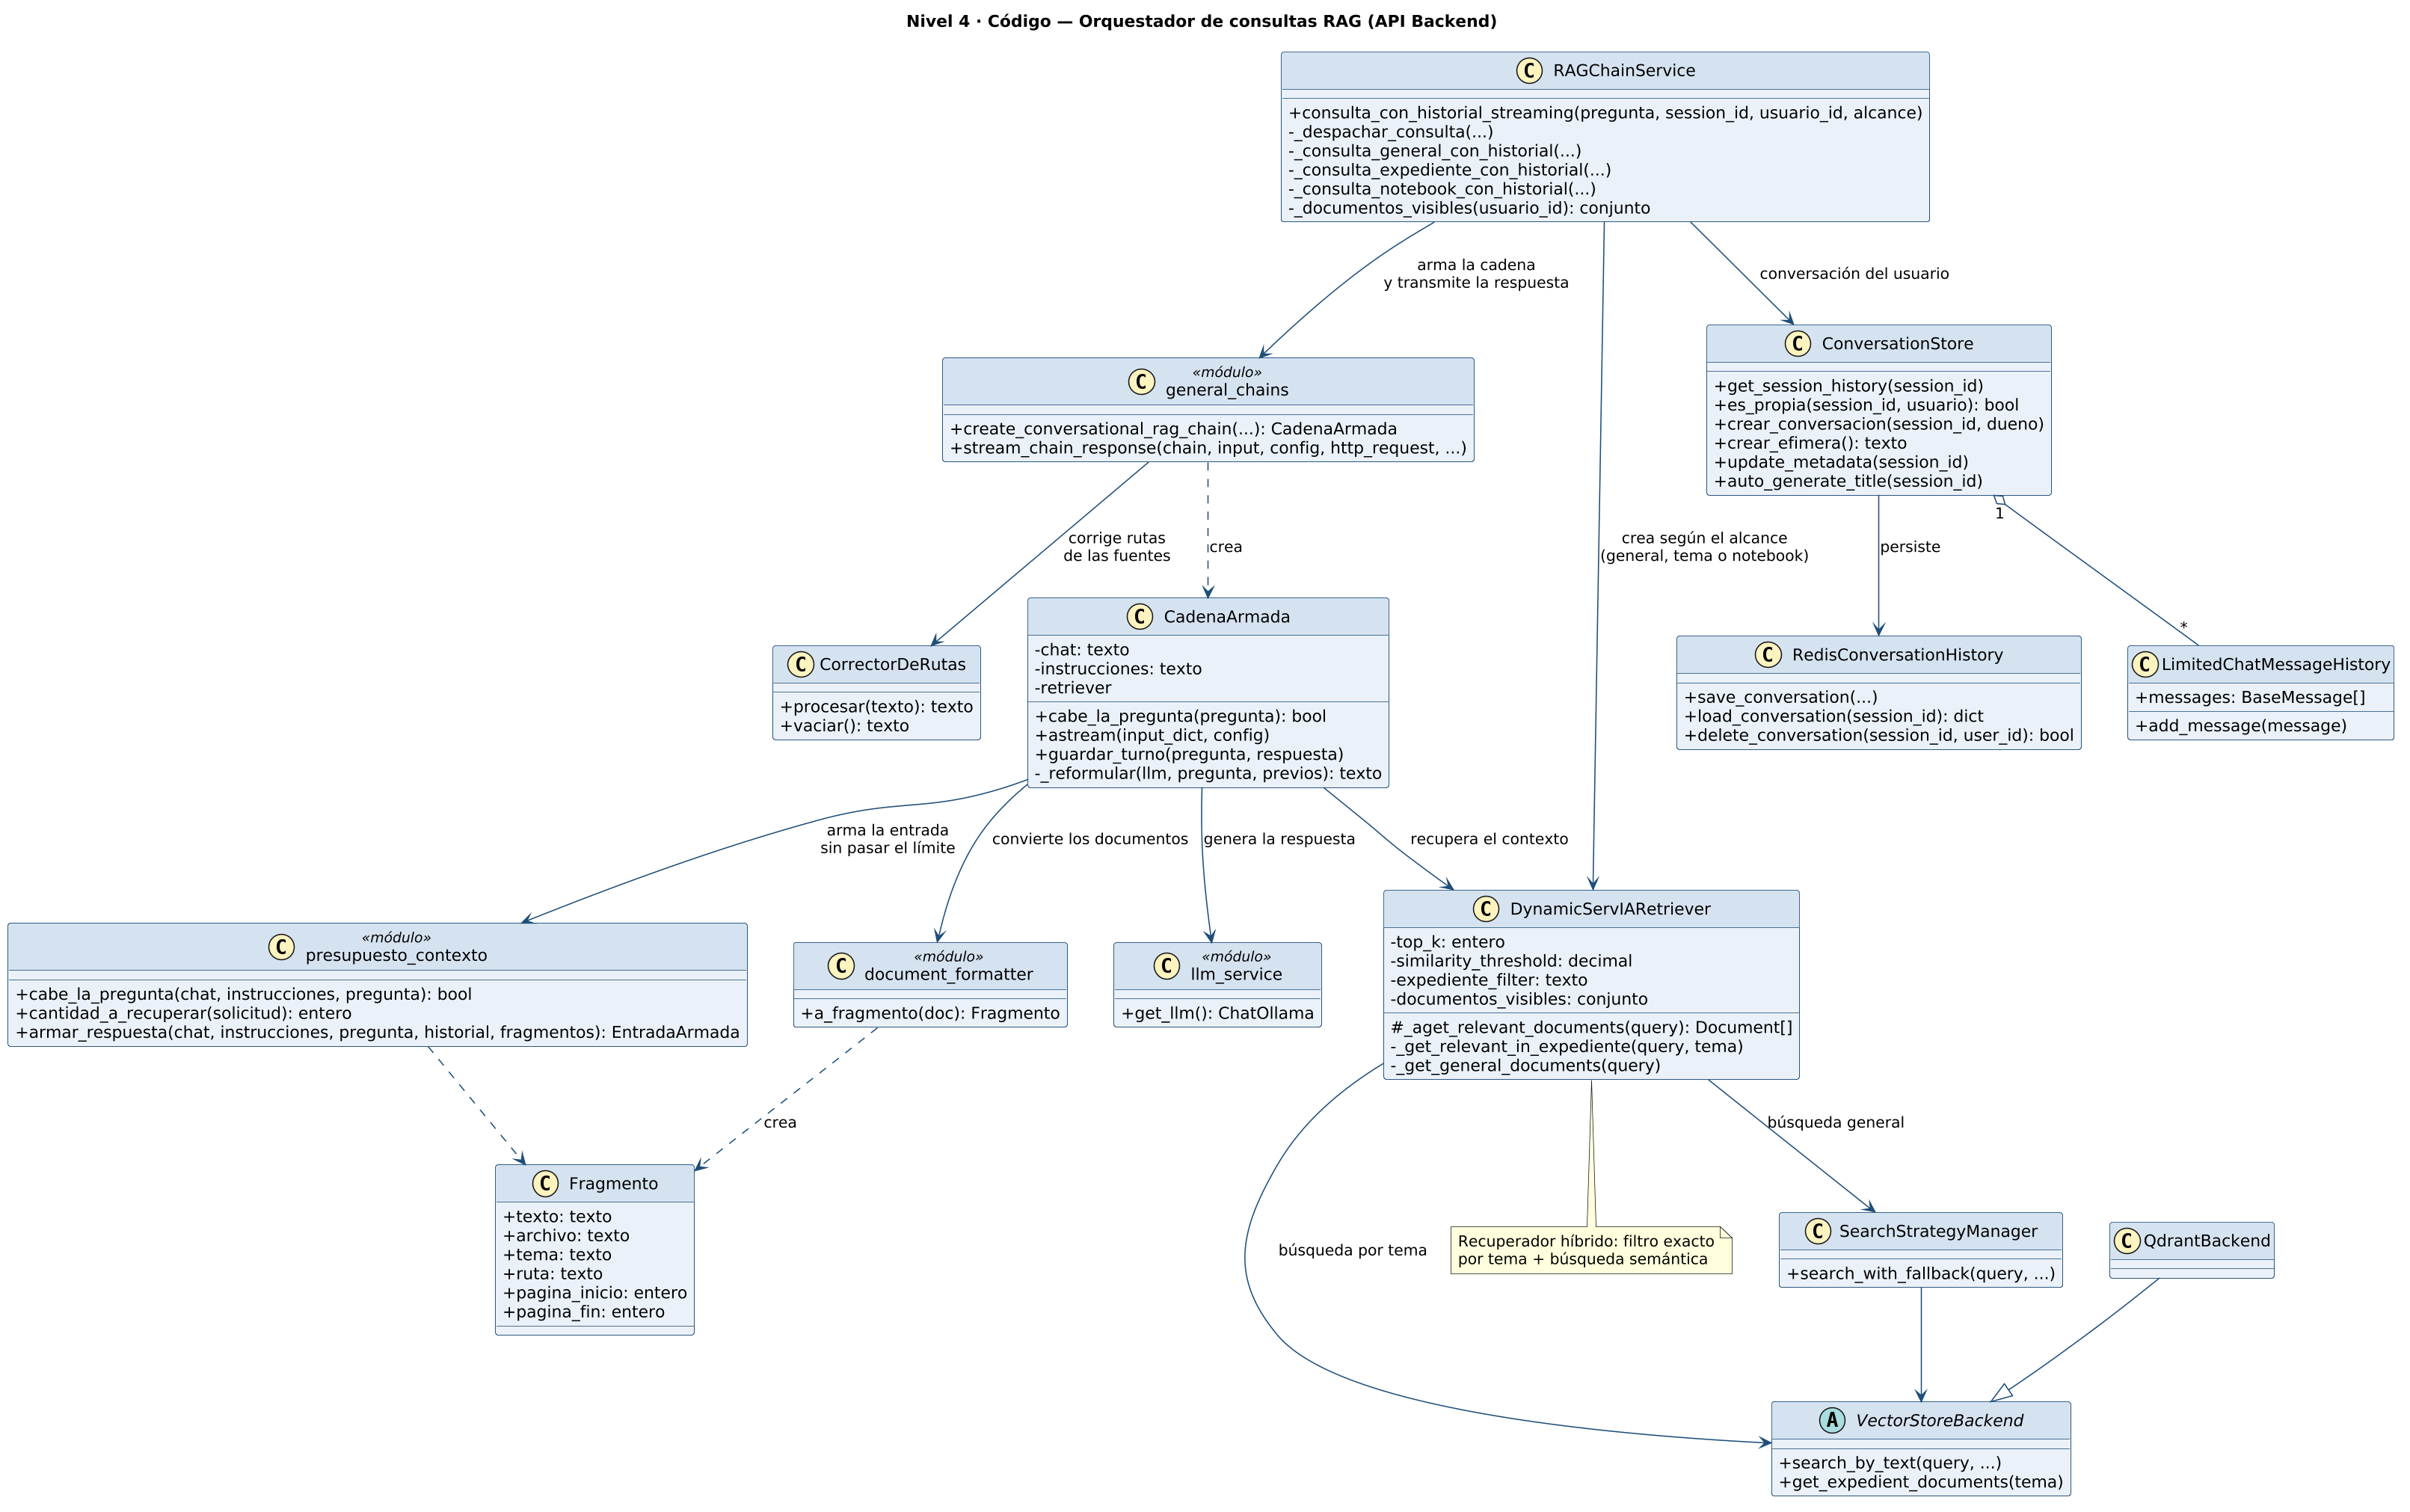 Nivel 4 · Código — Orquestador de consultas RAG (API Backend)
C RAGChainService
+consulta_con_historial_streaming(pregunta, session_id, usuario_id, alcance)
-_despachar_consulta(...)
-_consulta_general_con_historial(...)
-_consulta_expediente_con_historial(...)
-_consulta_notebook_con_historial(...)
-_documentos_visibles(usuario_id): conjunto
arma la cadena
y transmite la respuesta
conversación del usuario
C «módulo»
general_chains
+create_conversational_rag_chain(...): CadenaArmada
+stream_chain_response(chain, input, config, http_request, ...)
C ConversationStore
+get_session_history(session_id)
+es_propia(session_id, usuario): bool
+crear_conversacion(session_id, dueno)
+crear_efimera(): texto
+update_metadata(session_id)
+auto_generate_title(session_id)
corrige rutas
de las fuentes
crea
crea según el alcance
(general, tema o notebook)
persiste
1
*
C CorrectorDeRutas
+procesar(texto): texto
+vaciar(): texto
C CadenaArmada
-chat: texto
-instrucciones: texto
-retriever
+cabe_la_pregunta(pregunta): bool
+astream(input_dict, config)
+guardar_turno(pregunta, respuesta)
-_reformular(llm, pregunta, previos): texto
C RedisConversationHistory
+save_conversation(...)
+load_conversation(session_id): dict
+delete_conversation(session_id, user_id): bool
C LimitedChatMessageHistory
+messages: BaseMessage[]
+add_message(message)
arma la entrada
sin pasar el límite
convierte los documentos
genera la respuesta
recupera el contexto
C «módulo»
presupuesto_contexto
+cabe_la_pregunta(chat, instrucciones, pregunta): bool
+cantidad_a_recuperar(solicitud): entero
+armar_respuesta(chat, instrucciones, pregunta, historial, fragmentos): EntradaArmada
C «módulo»
document_formatter
+a_fragmento(doc): Fragmento
C «módulo»
llm_service
+get_llm(): ChatOllama
C DynamicServIARetriever
-top_k: entero
-similarity_threshold: decimal
-expediente_filter: texto
-documentos_visibles: conjunto
#_aget_relevant_documents(query): Document[]
-_get_relevant_in_expediente(query, tema)
-_get_general_documents(query)
crea
búsqueda general
C Fragmento
+texto: texto
+archivo: texto
+tema: texto
+ruta: texto
+pagina_inicio: entero
+pagina_fin: entero
búsqueda por tema
Recuperador híbrido: filtro exacto
por tema + búsqueda semántica
C SearchStrategyManager
+search_with_fallback(query, ...)
C QdrantBackend
A VectorStoreBackend
+search_by_text(query, ...)
+get_expedient_documents(tema)